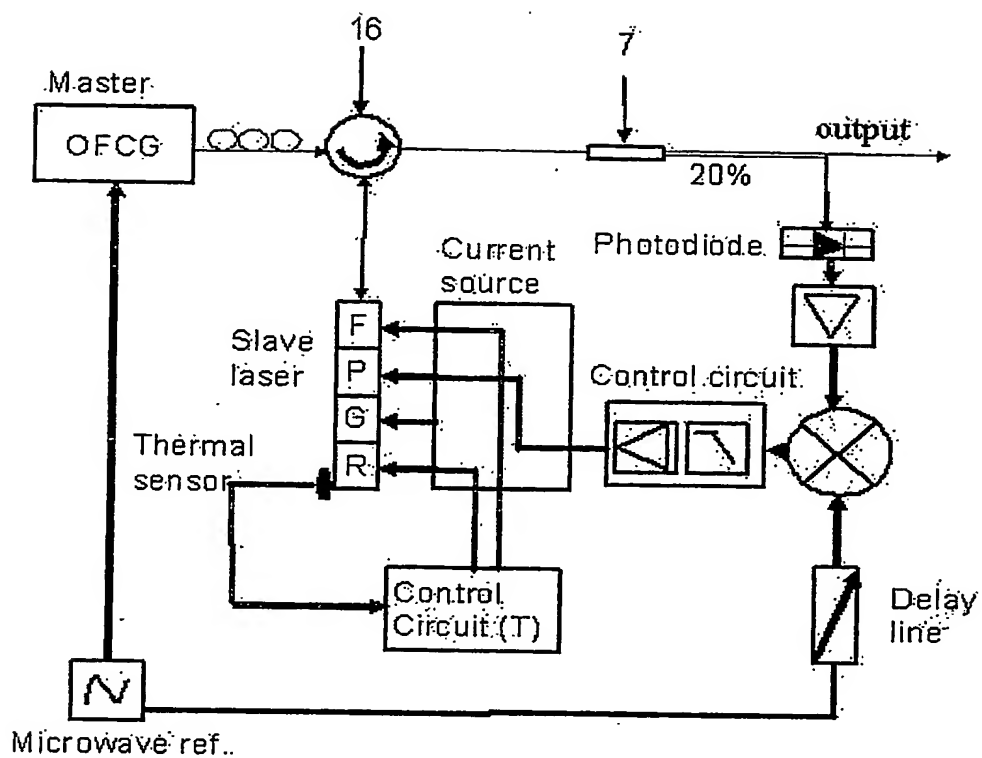 16
7
Master
OFCG
output
20%
Photodiode
Current
source
F
Slave
laser
P
Control circuit
G
Thermal
sensor
R
Control
Circuit (T)
Delay
line
Microwave ref..